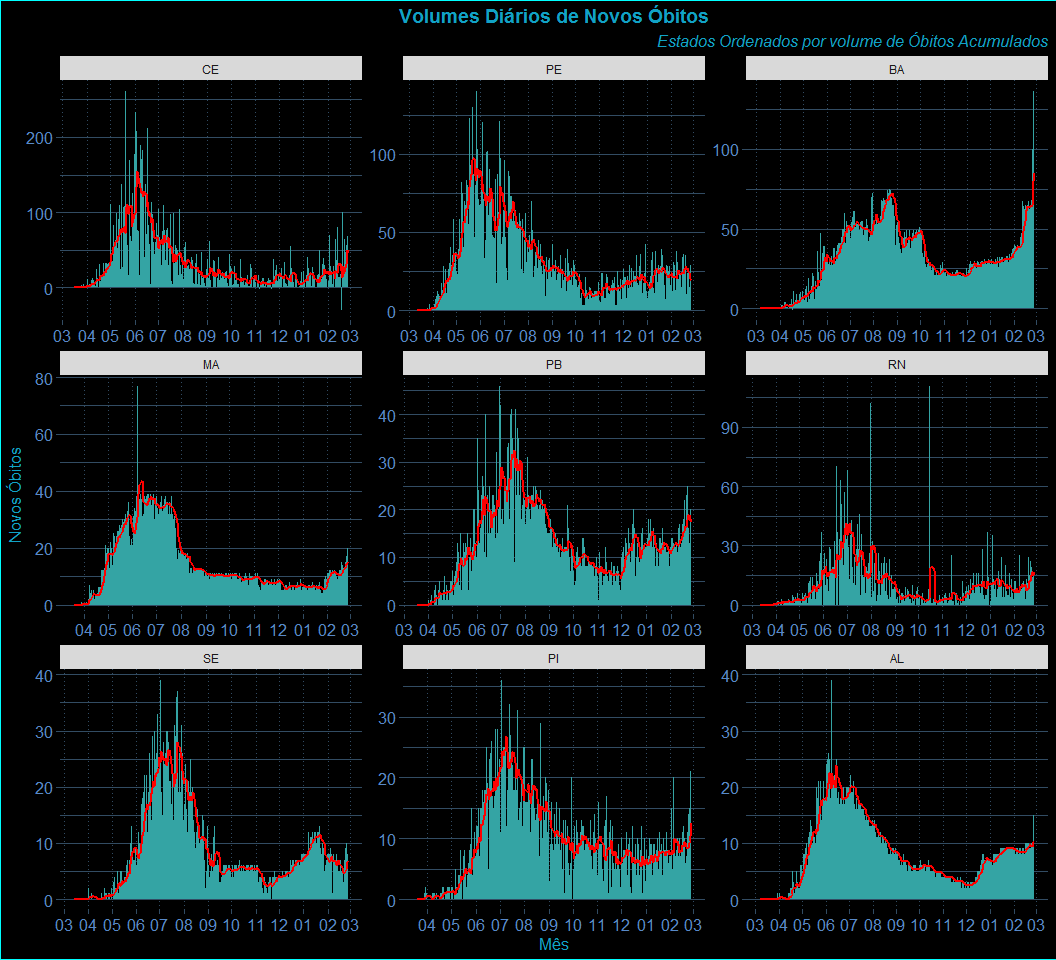 Volumes Diários de Novos Óbitos
Estados Ordenados por volume de Óbitos Acumulados
CE PE BA
200
100
0
100
50
0
100
50
0
03 04 05 06 07 08 09 10 11 12 01 02 03
03 04 05 06 07 08 09 10 11 12 01 02 03
03 04 05 06 07 08 09 10 11 12 01 02 03
MA PB RN
80
60
40
20
0
40
30
20
10
0
90
60
30
0
04 05 06 07 08 09 10 11 12 01 02 03
03 04 05 06 07 08 09 10 11 12 01 02 03
03 04 05 06 07 08 09 10 11 12 01 02 03
Novos Óbitos
SE PI AL
40
30
20
10
0
30
20
10
0
40
30
20
10
0
03 04 05 06 07 08 09 10 11 12 01 02 03
04 05 06 07 08 09 10 11 12 01 02 03
03 04 05 06 07 08 09 10 11 12 01 02 03
Mês